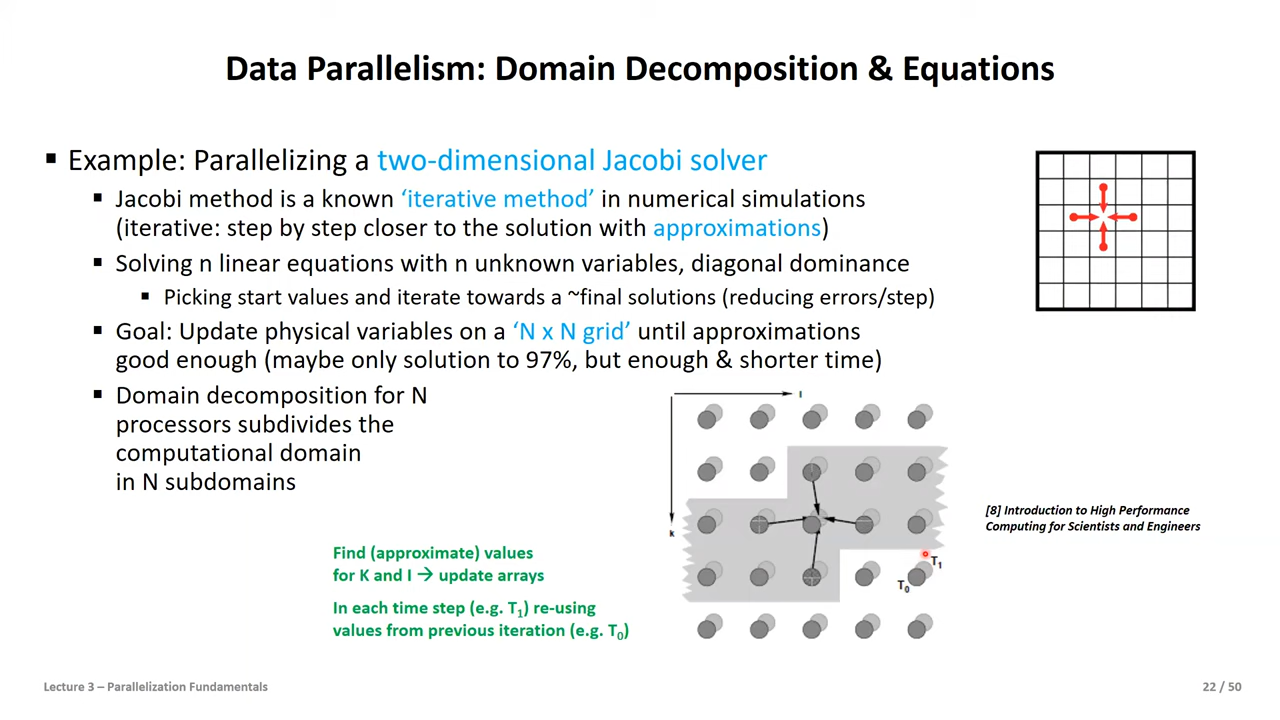 Data Parallelism: Domain Decomposition & Equations
▪ Example: Parallelizing a two-dimensional Jacobi solver
▪ Jacobi method is a known ‘iterative method’ in numerical simulations
(iterative: step by step closer to the solution with approximations)
▪ Solving n linear equations with n unknown variables, diagonal dominance
▪ Picking start values and iterate towards a ~final solutions (reducing errors/step)
▪ Goal: Update physical variables on a ‘N x N grid’ until approximations
good enough (maybe only solution to 97%, but enough & shorter time)
▪ Domain decomposition for N
processors subdivides the
computational domain
in N subdomains
I
k
T1
T0
[8] Introduction to High Performance
Computing for Scientists and Engineers
Find (approximate) values
for K and I → update arrays
In each time step (e.g. T1) re-using
values from previous iteration (e.g. T0)
Lecture 3 – Parallelization Fundamentals
22 / 50